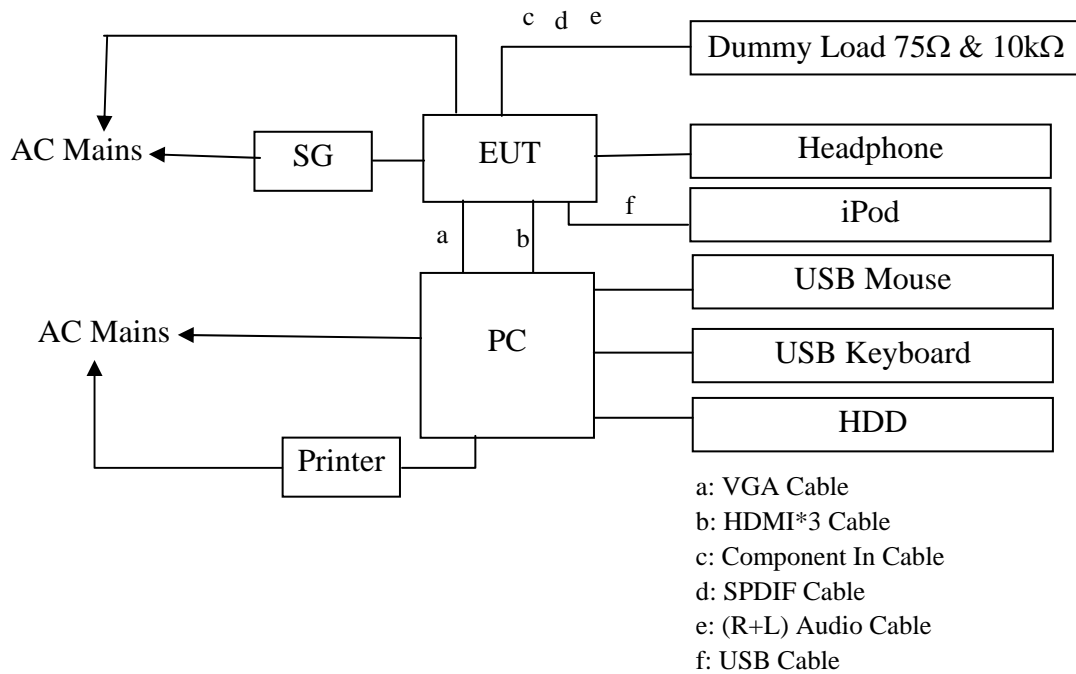 c d e
Dummy Load 75Ω & 10kΩ
AC Mains
SG
EUT
Headphone
f
iPod
a
b
USB Mouse
AC Mains
PC
USB Keyboard
HDD
Printer
a: VGA Cable
b: HDMI*3 Cable
c: Component In Cable
d: SPDIF Cable
e: (R+L) Audio Cable
f: USB Cable